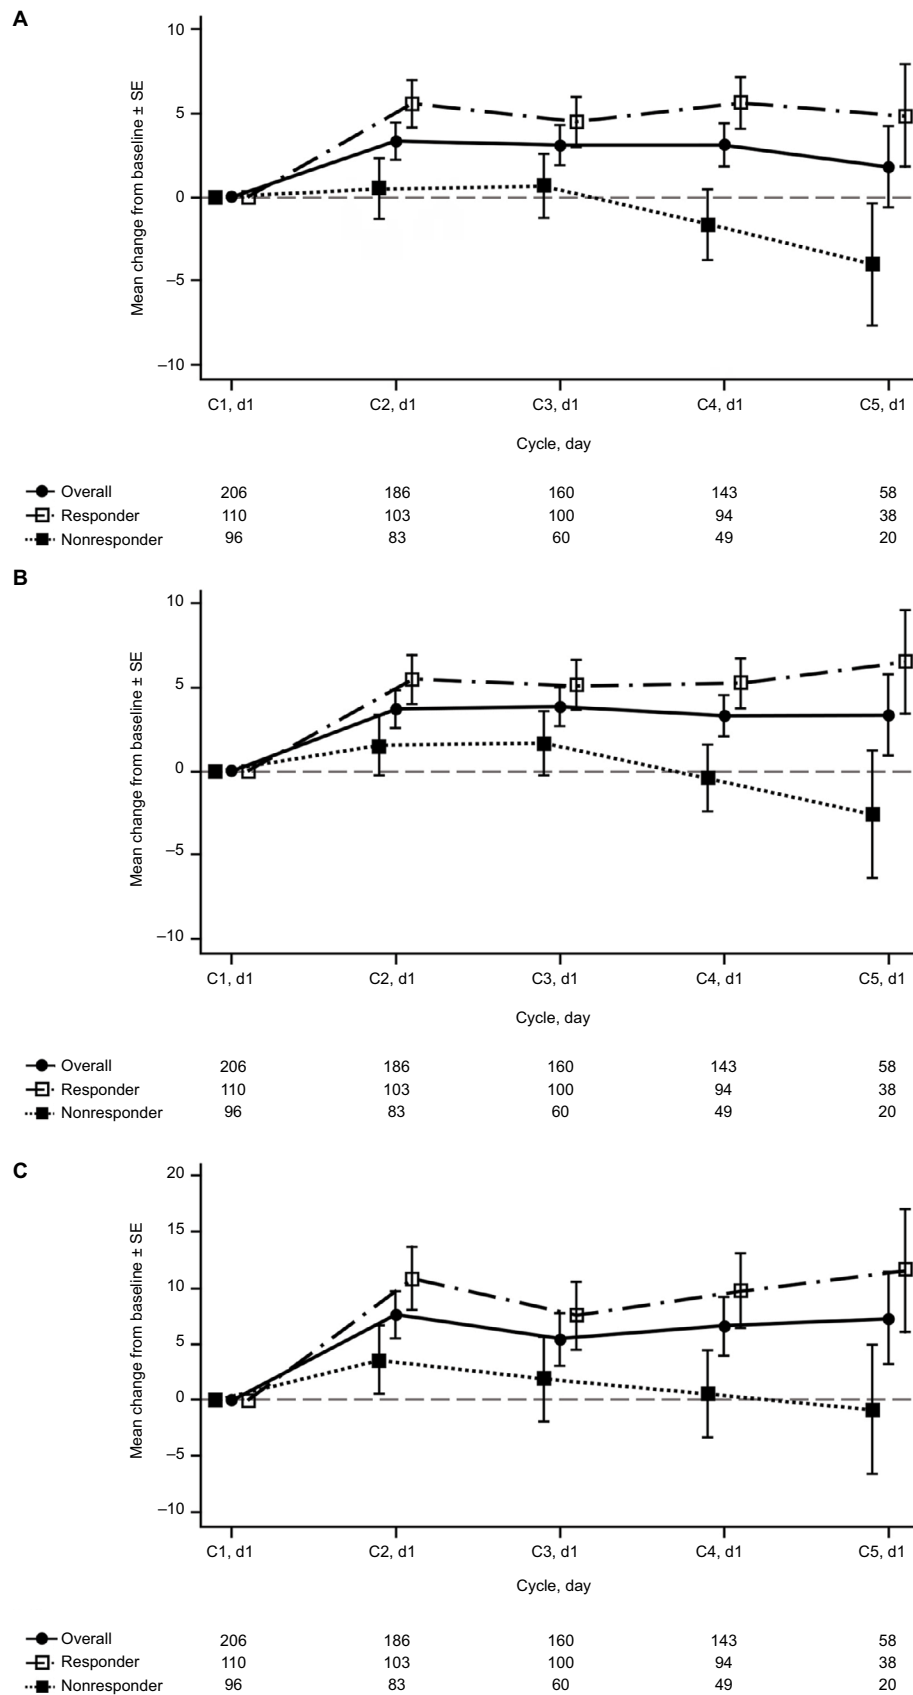 A
Mean change from baseline ± SE
10
5
0
–5
–10
C1, d1 C2, d1 C3, d1 C4, d1 C5, d1
Cycle, day
Overall 206 186 160 143 58
Responder 110 103 100 94 38
Nonresponder 96 83 60 49 20
B
Mean change from baseline ± SE
10
5
0
–5
–10
C1, d1 C2, d1 C3, d1 C4, d1 C5, d1
Cycle, day
Overall 206 186 160 143 58
Responder 110 103 100 94 38
Nonresponder 96 83 60 49 20
C
Mean change from baseline ± SE
20
15
10
5
0
–5
–10
C1, d1 C2, d1 C3, d1 C4, d1 C5, d1
Cycle, day
Overall 206 186 160 143 58
Responder 110 103 100 94 38
Nonresponder 96 83 60 49 20